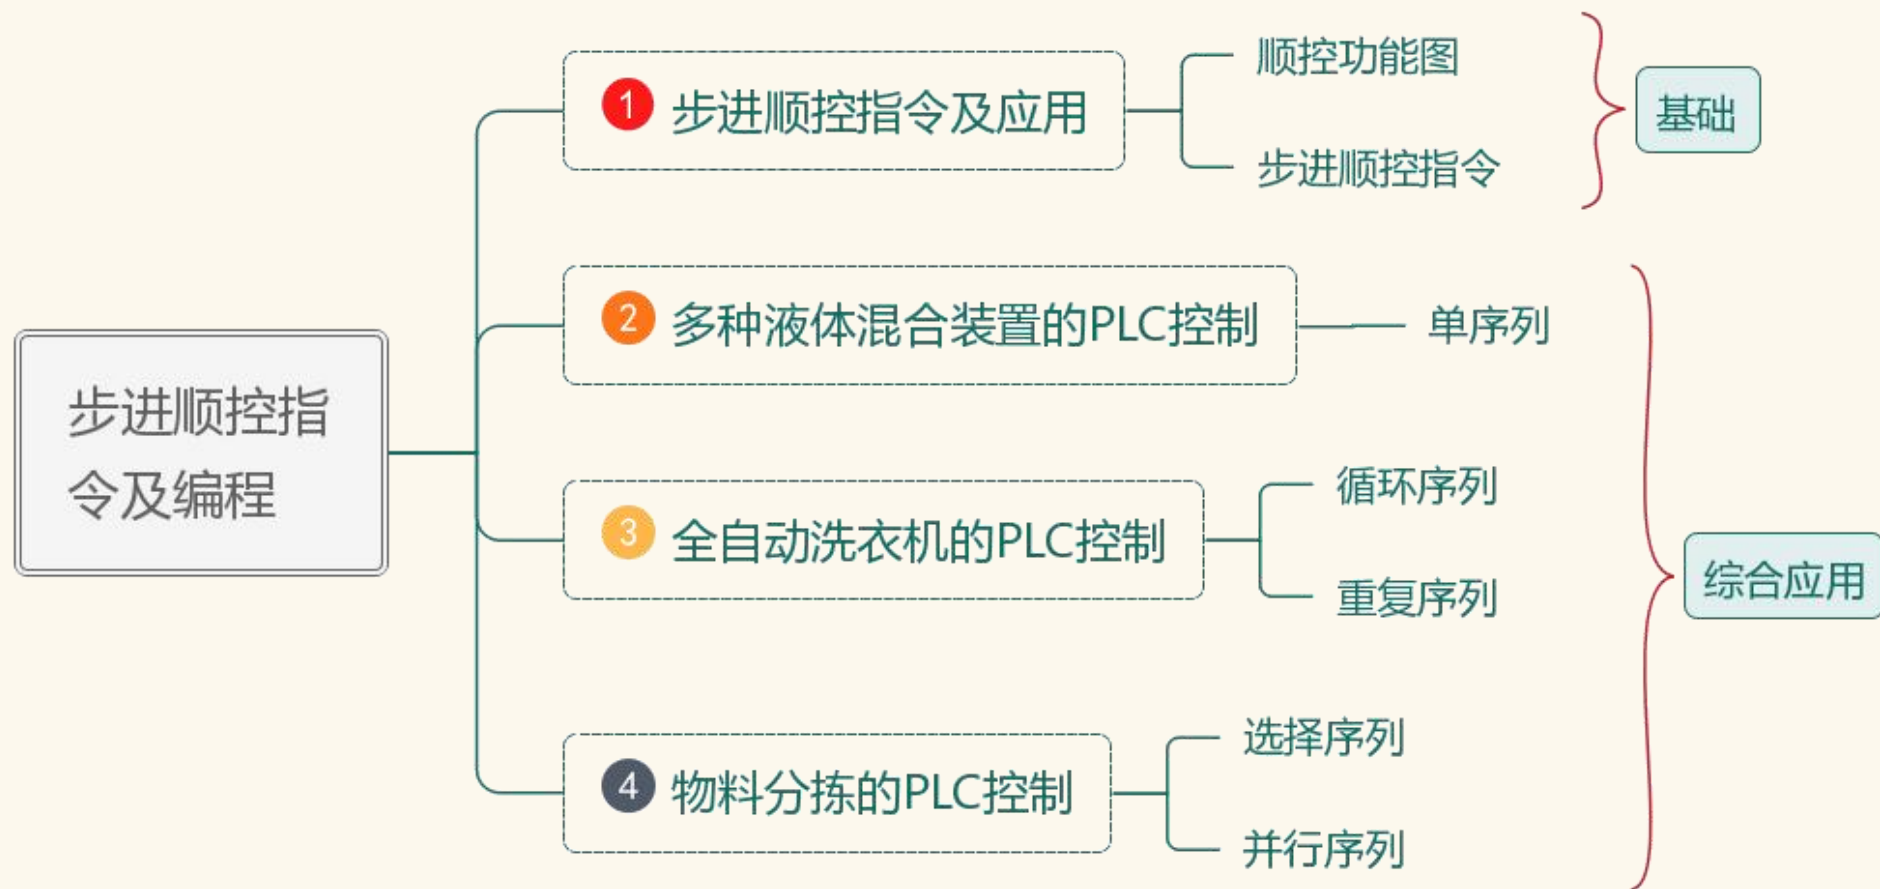 步进顺控指
令及编程
1 步进顺控指令及应用
顺控功能图
步进顺控指令
基础
2 多种液体混合装置的PLC控制
单序列
3 全自动洗衣机的PLC控制
循环序列
重复序列
综合应用
4 物料分拣的PLC控制
选择序列
并行序列